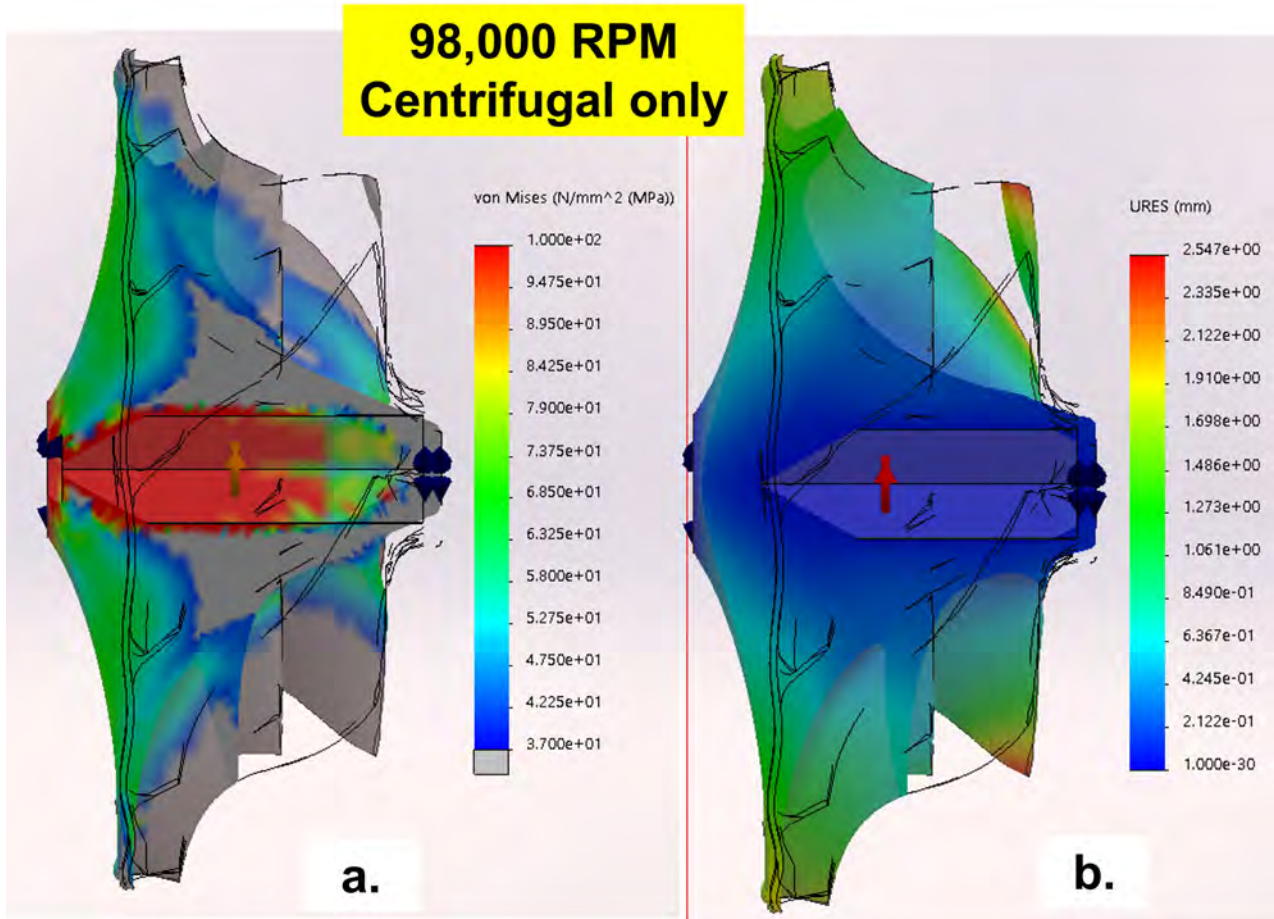 98,000 RPM
Centrifugal only
von Mises (N/mm^2 (MPa))
1.000e+02
9.475e+01
8.950e+01
8.425e+01
7.900e+01
7.375e+01
6.850e+01
6.325e+01
5.800e+01
5.275e+01
4.750e+01
4.225e+01
3.700e+01
a.
URES (mm)
2.547e+00
2.335e+00
2.122e+00
1.910e+00
1.698e+00
1.486e+00
1.273e+00
1.061e+00
8.490e-01
6.367e-01
4.245e-01
2.122e-01
1.000e-30
b.